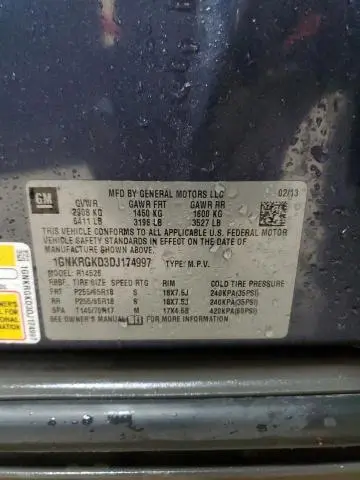 GM
MFD BY GENERAL MOTORS LLC 02/13
GVWR GAWR FRT GAWR RR
2908 KG 1450 KG 1600 KG
6411 LB 3196 LB 3527 LB
THIS VEHICLE CONFORMS TO ALL APPLICABLE U.S. FEDERAL MOTOR
VEHICLE SAFETY STANDARDS IN EFFECT ON THE DATE OF
MANUFACTURE SHOWN ABOVE.
1GNKRGKD3DJ174997 TYPE: M.P.V.
MODEL: R14526
TIRE SIZE SPEED RTG RIM COLD TIRE PRESSURE
FRT P255/65R18 S 18X7.5J 240KPA(35PSI)
RR P255/65R18 S 18X7.5J 240KPA(35PSI)
SPA T145/70R17 M 17X4.5B 420KPA(60PSI)
SEE OWNER'S MANUAL FOR MORE INFORMATION.
1GNKRGKD3DJ174997